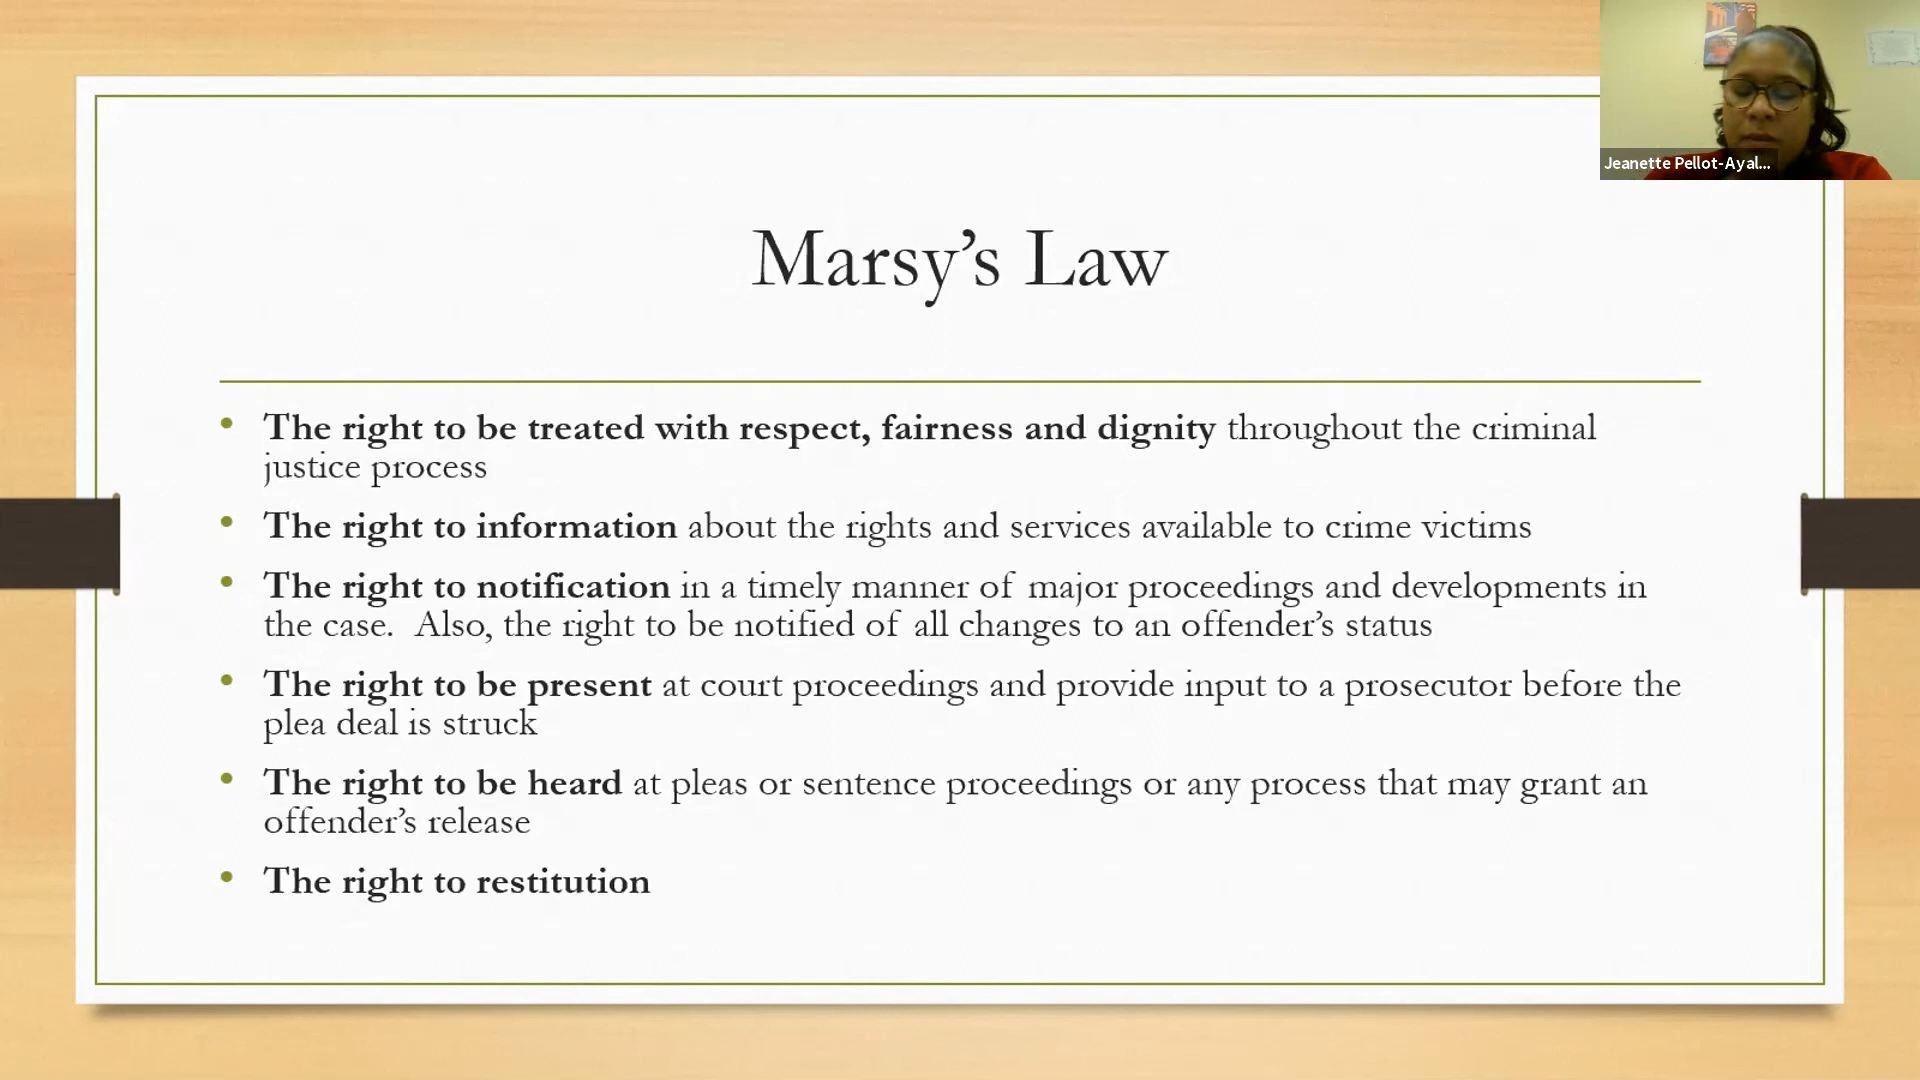 Jeanette Pellot-Ayal...
Marsy’s Law
• The right to be treated with respect, fairness and dignity throughout the criminal
justice process
• The right to information about the rights and services available to crime victims
• The right to notification in a timely manner of major proceedings and developments in
the case.  Also, the right to be notified of all changes to an offender’s status
• The right to be present at court proceedings and provide input to a prosecutor before the
plea deal is struck
• The right to be heard at pleas or sentence proceedings or any process that may grant an
offender’s release
• The right to restitution